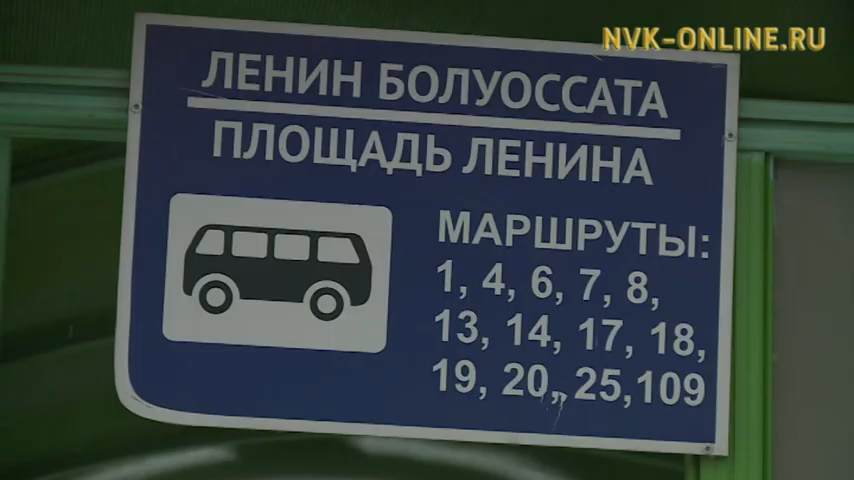 NVK-ONLINE.RU
ЛЕНИН БОЛУОССАТА
ПЛОЩАДЬ ЛЕНИНА
МАРШРУТЫ:
1, 4, 6, 7, 8,
13, 14, 17, 18,
19, 20,, 25,109